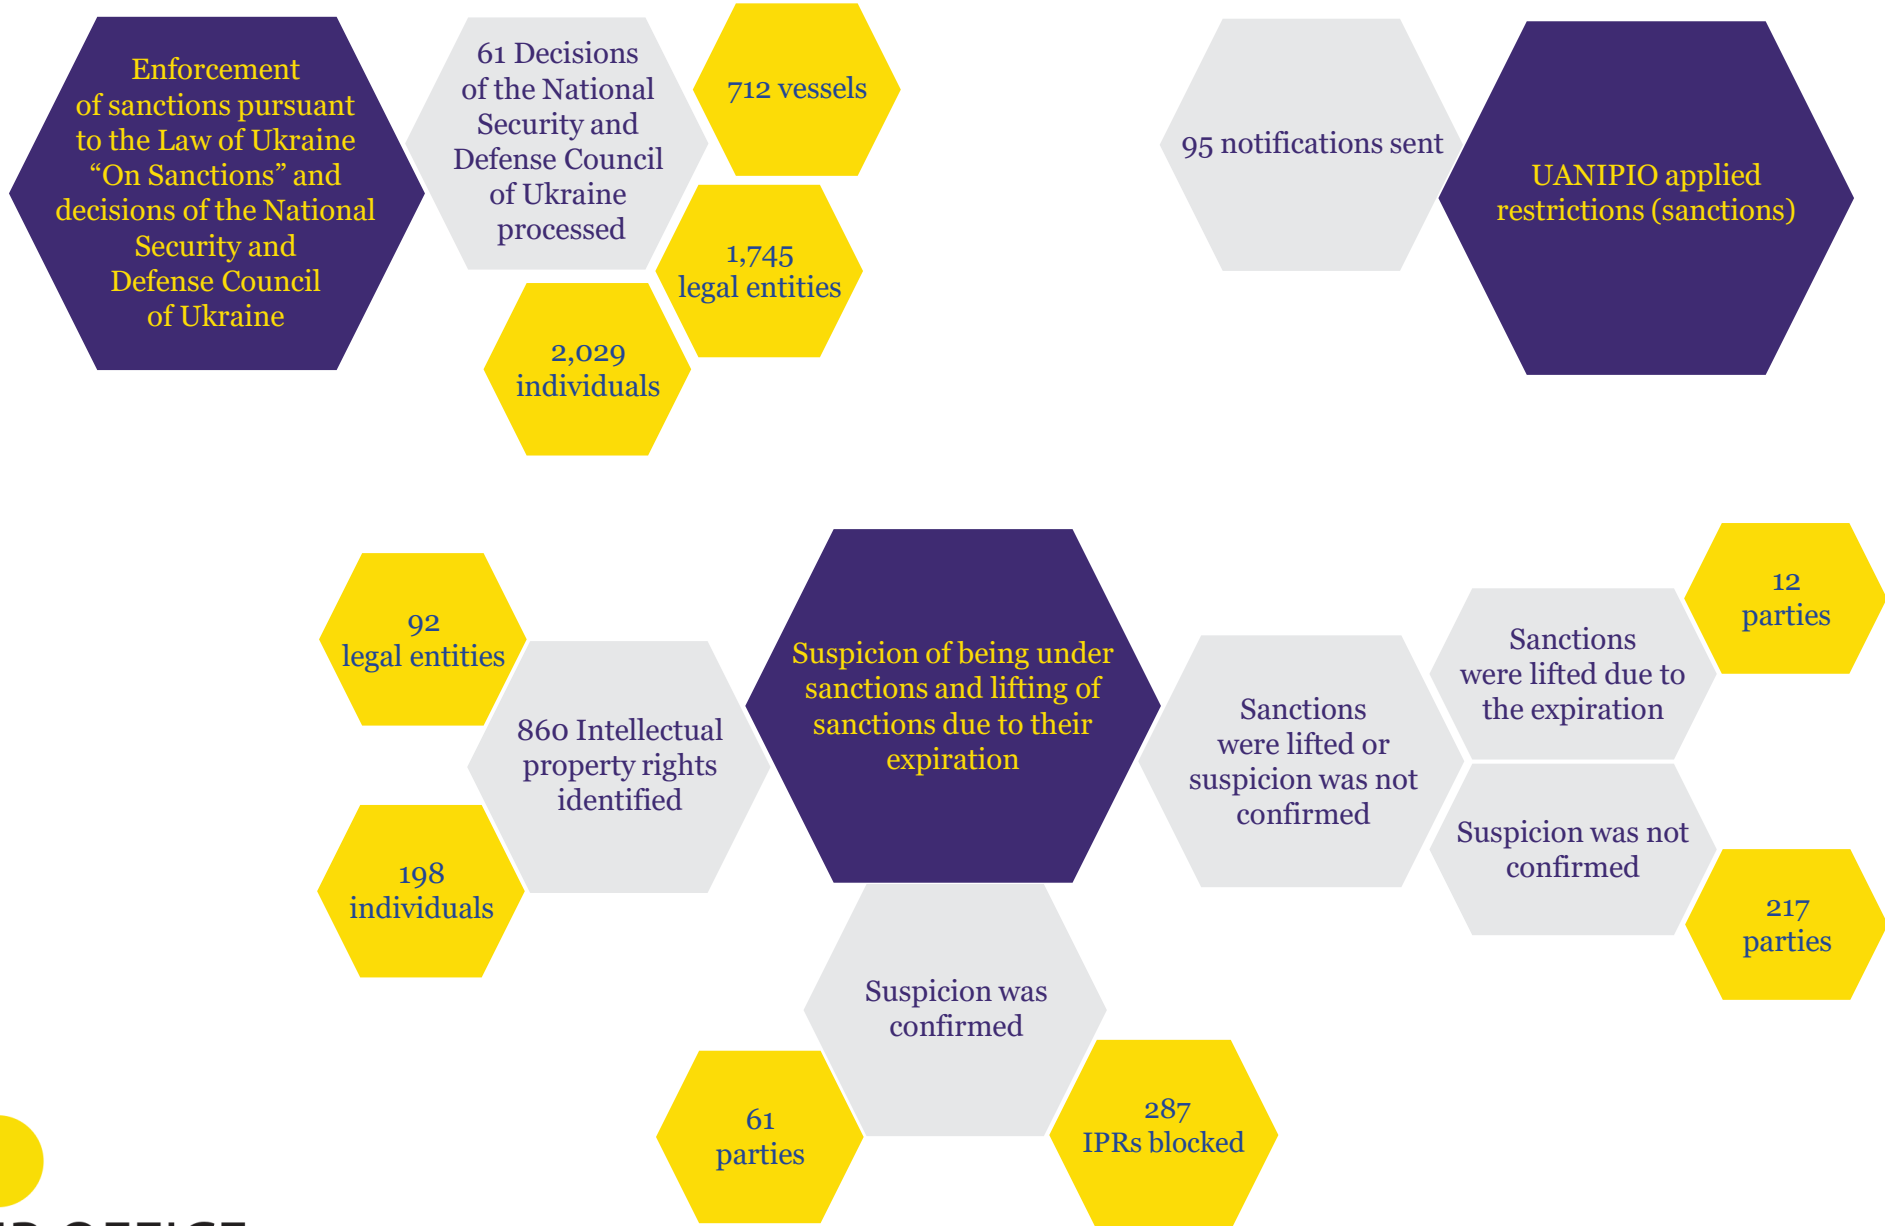 Enforcement
of sanctions pursuant
to the Law of Ukraine
“On Sanctions” and
decisions of the National
Security and
Defense Council
of Ukraine
61 Decisions
of the National
Security and
Defense Council
of Ukraine
processed
712 vessels
1,745
legal entities
2,029
individuals
95 notifications sent
UANIPIO applied
restrictions (sanctions)
92
legal entities
860 Intellectual
property rights
identified
198
individuals
Suspicion of being under
sanctions and lifting of
sanctions due to their
expiration
Sanctions
were lifted or
suspicion was not
confirmed
Sanctions
were lifted due to
the expiration
12
parties
Suspicion was not
confirmed
217
parties
Suspicion was
confirmed
61
parties
287
IPRs blocked
OFFICE